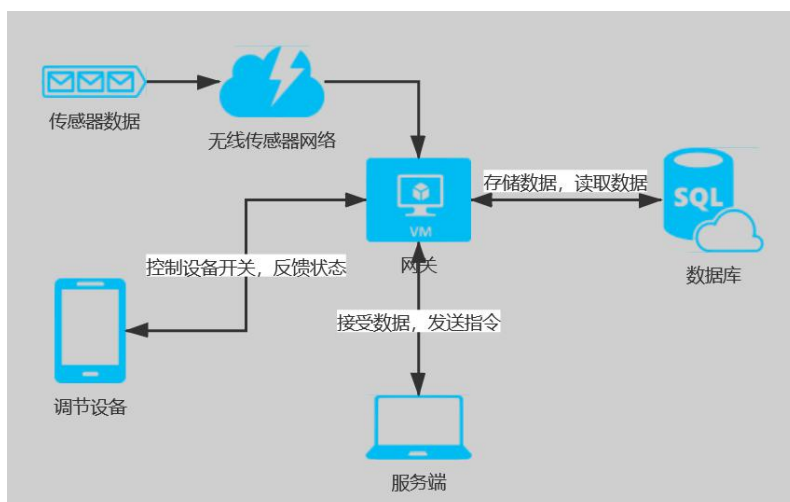 传感器数据
无线传感器网络
存储数据，读取数据
SQL
VM
网关
控制设备开关，反馈状态
数据库
接受数据，发送指令
调节设备
服务端